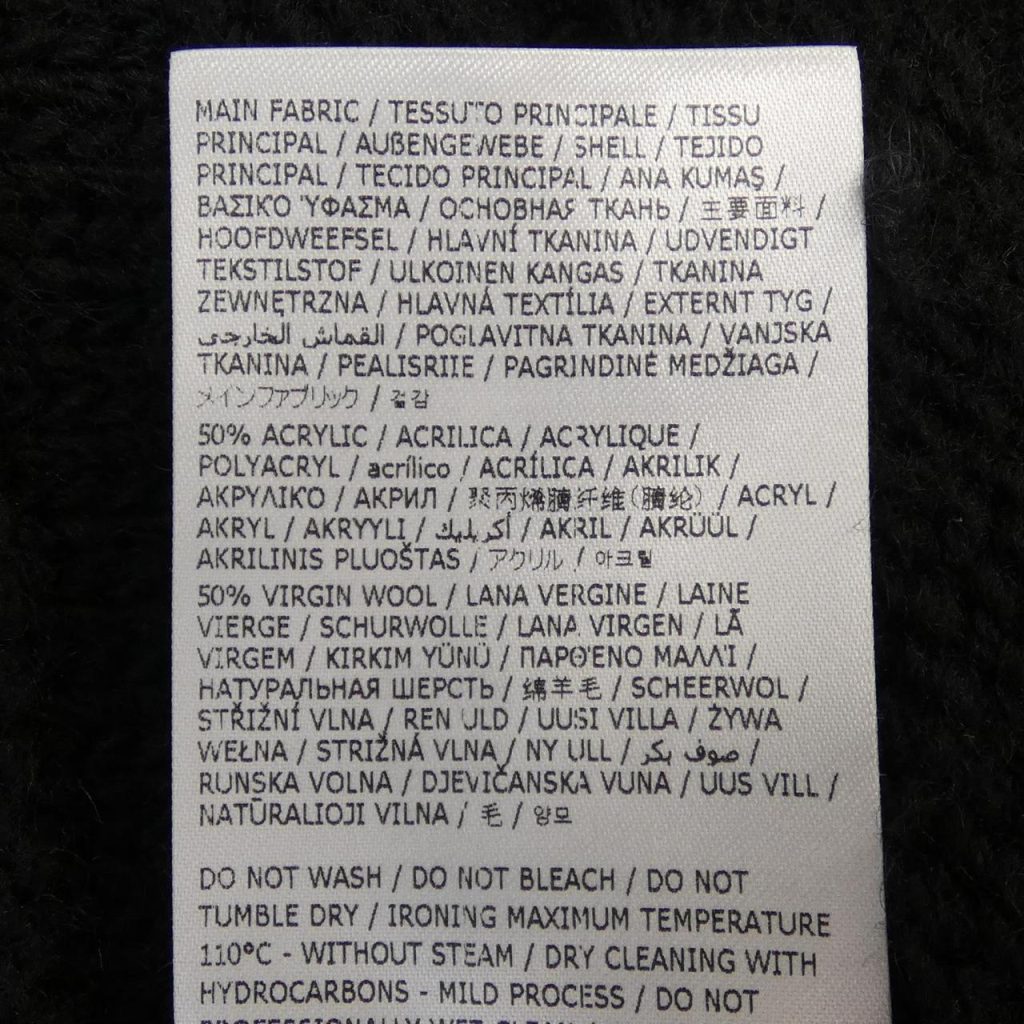 MAIN FABRIC / TESSUTO PRINCIPALE / TISSU
PRINCIPAL / AUßENGEWEBE / SHELL / TEJIDO
PRINCIPAL / TECIDO PRINCIPAL / ANA KUMAŞ /
ΒΑΣΙΚΌ ΎΦΑΣΜΑ / ОСНОВНАЯ ТКАНЬ / 主要面料 /
HOOFDWEEFSEL / HLAVNÍ TKANINA / UDVENDIGT
TEKSTILSTOF / ULKOINEN KANGAS / TKANINA
ZEWNĘTRZNA / HLAVNÁ TEXTÍLIA / EXTERNT TYG /
القماش الخارجى / POGLAVITNA TKANINA / VANJSKA
TKANINA / PEALISRIIE / PAGRINDINĖ MEDŽIAGA /
メインファブリック / 겉감
50% ACRYLIC / ACRILICA / ACRYLIQUE /
POLYACRYL / acrílico / ACRÍLICA / AKRILIK /
ΑΚΡΥΛΙΚΌ / АКРИЛ / 聚丙烯腈纤维(腈纶) / ACRYL /
AKRYL / AKRYYLI / أكريليك / AKRIL / AKRÜÜL /
AKRILINIS PLUOŠTAS / アクリル / 아크릴
50% VIRGIN WOOL / LANA VERGINE / LAINE
VIERGE / SCHURWOLLE / LANA VIRGEN / LÃ
VIRGEM / KIRKIM YÜNÜ / ΠΑΡΘΈΝΟ ΜΑΛΛΊ /
НАТУРАЛЬНАЯ ШЕРСТЬ / 绵羊毛 / SCHEERWOL /
STŘIŽNÍ VLNA / REN ULD / UUSI VILLA / ŻYWA
WEŁNA / STRIŽNÁ VLNA / NY ULL / صوف بكر /
RUNSKA VOLNA / DJEVIČANSKA VUNA / UUS VILL /
NATŪRALIOJI VILNA / 毛 / 양모
DO NOT WASH / DO NOT BLEACH / DO NOT
TUMBLE DRY / IRONING MAXIMUM TEMPERATURE
110°C - WITHOUT STEAM / DRY CLEANING WITH
HYDROCARBONS - MILD PROCESS / DO NOT
PROFESSIONALLY WET CLEAN /